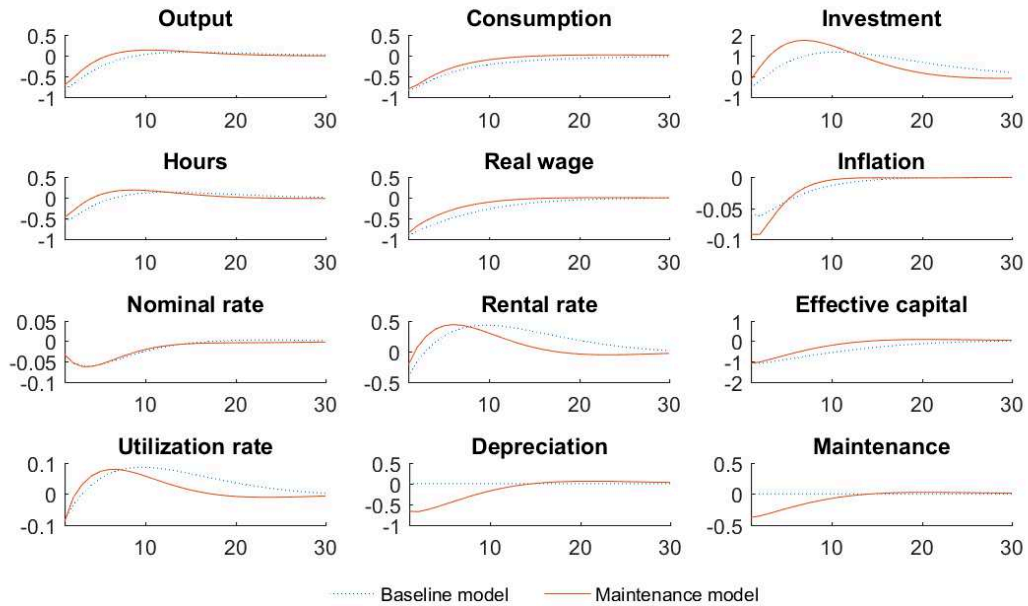 Output Consumption Investment
0.5 0.5 2
0 0 1
-0.5 -0.5 0
-1 -1 -1
10 20 30 10 20 30 10 20 30
Hours Real wage Inflation
0.5 0.5 0
0 0 -0.05
-0.5 -0.5 -0.1
-1 -1
10 20 30 10 20 30 10 20 30
Nominal rate Rental rate Effective capital
0.05 0.5 1
0 0 0
-0.05 -0.5 -1
-0.1 -2
10 20 30 10 20 30 10 20 30
Utilization rate Depreciation Maintenance
0.1 0.5 0.5
0 0 0
-0.1 -0.5 -0.5
-1
10 20 30 10 20 30 10 20 30
Baseline model Maintenance model